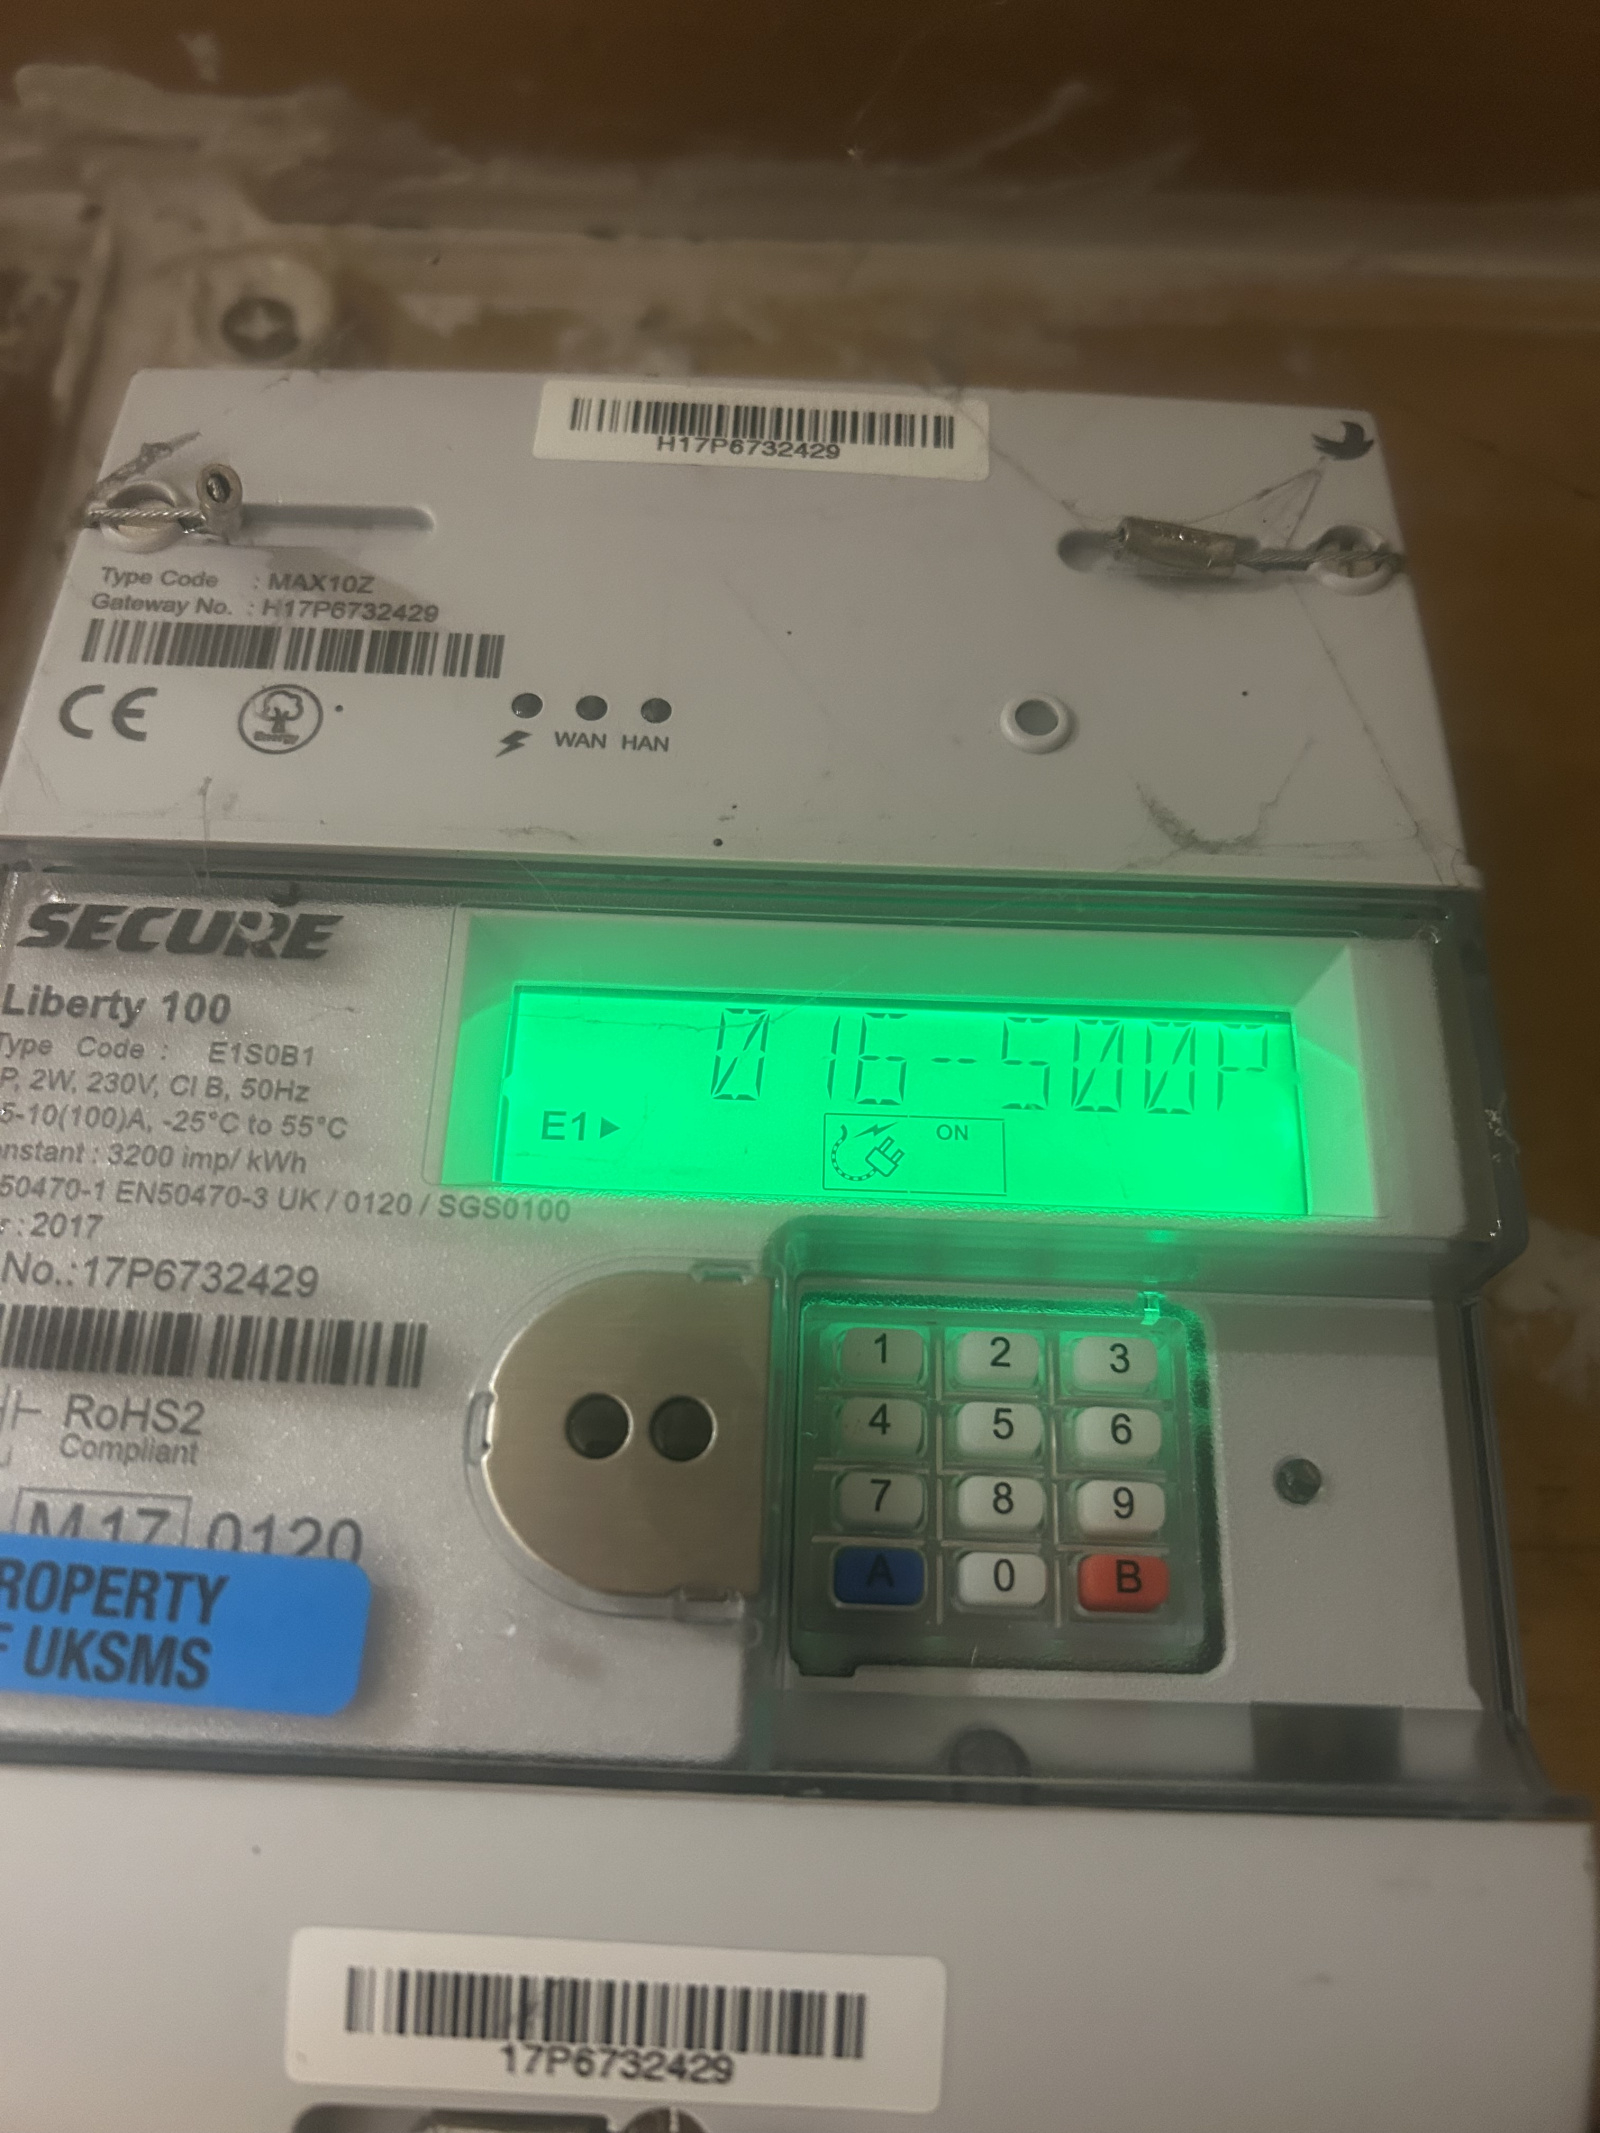 H17P6732429
Type Code : MAX10Z
Gateway No. : H17P6732429
CE
Energy
WAN HAN
SECURE
Liberty 100
Type Code : E1S0B1
P, 2W, 230V, Cl B, 50Hz
5-10(100)A, -25°C to 55°C
nstant : 3200 imp/ kWh
50470-1 EN50470-3 UK / 0120 / SGS0100
r : 2017
No.:17P6732429
RoHS2
Compliant
M 17 0120
ROPERTY
F UKSMS
016-500P
E1
ON
1 2 3
4 5 6
7 8 9
A 0 B
17P6732429